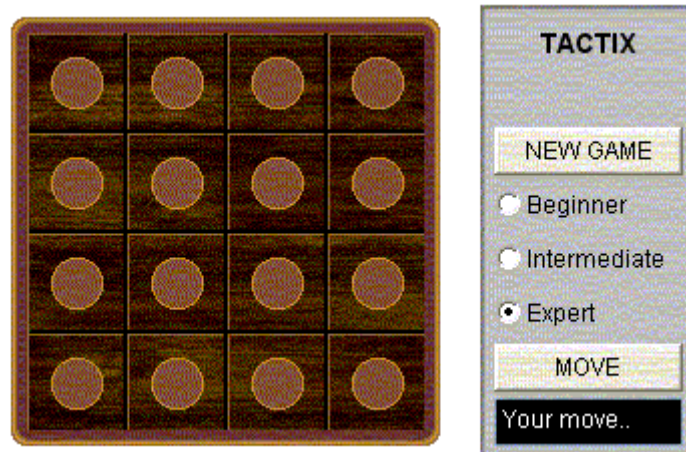 TACTIX
NEW GAME
Beginner
Intermediate
Expert
MOVE
Your move..